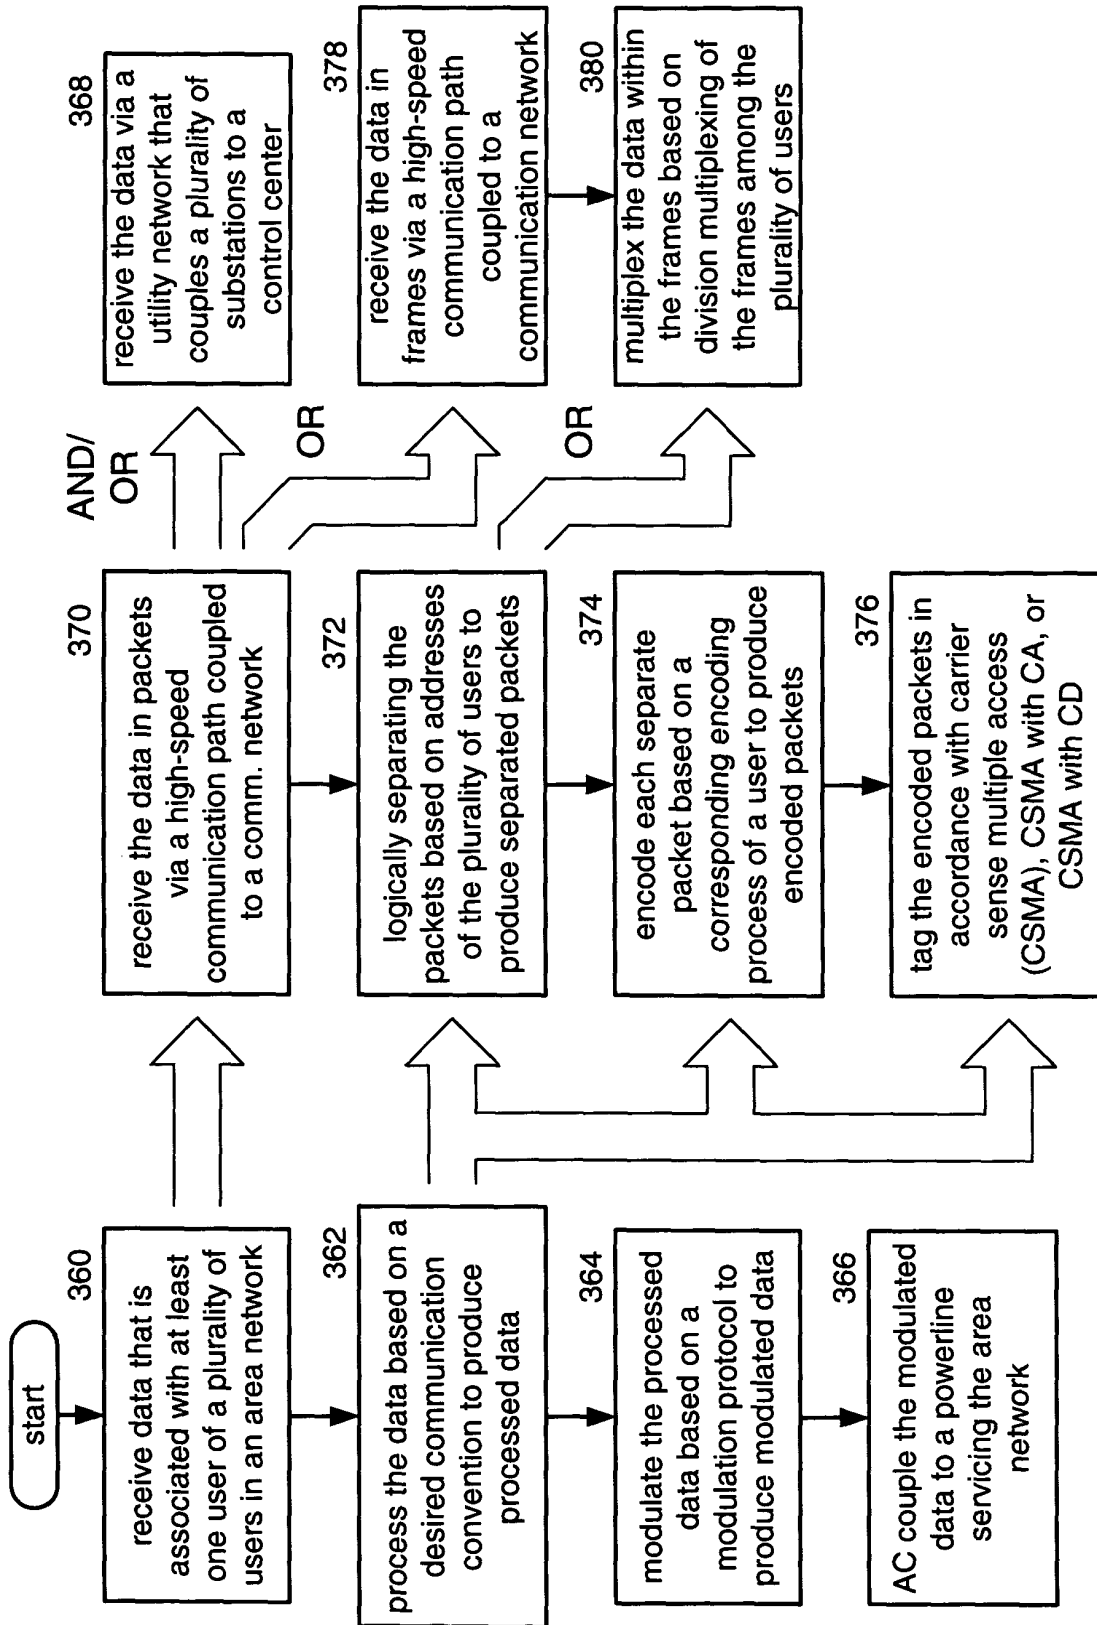 start
360
receive data that is
associated with at least
one user of a plurality of
users in an area network
362
process the data based on a
desired communication
convention to produce
processed data
364
modulate the processed
data based on a
modulation protocol to
produce modulated data
366
AC couple the modulated
data to a powerline
servicing the area
network
370
receive the data in packets
via a high-speed
communication path coupled
to a comm. network
372
logically separating the
packets based on addresses
of the plurality of users to
produce separated packets
374
encode each separate
packet based on a
corresponding encoding
process of a user to produce
encoded packets
376
tag the encoded packets in
accordance with carrier
sense multiple access
(CSMA), CSMA with CA, or
CSMA with CD
AND/
OR
OR
OR
368
receive the data via a
utility network that
couples a plurality of
substations to a
control center
378
receive the data in
frames via a high-speed
communication path
coupled to a
communication network
380
multiplex the data within
the frames based on
division multiplexing of
the frames among the
plurality of users